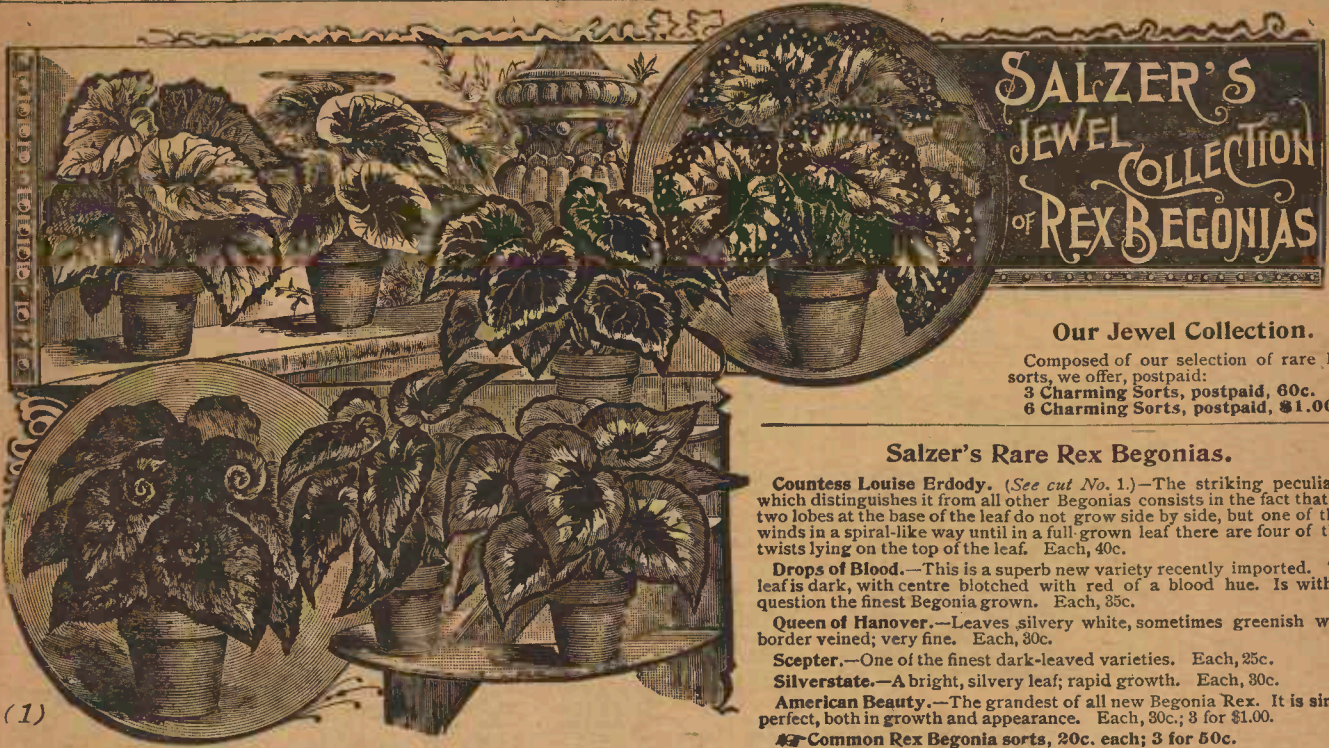 SALZER'S
JEWEL
COLLECTION
OF REX BEGONIAS
Our Jewel Collection.
Composed of our selection of rare
sorts, we offer, postpaid:
3 Charming Sorts, postpaid, 60c.
6 Charming Sorts, postpaid, $1.00
Salzer's Rare Rex Begonias.
Countess Louise Erdody. (See cut No. 1.)—The striking peculia
which distinguishes it from all other Begonias consists in the fact that
two lobes at the base of the leaf do not grow side by side, but one of th
winds in a spiral-like way until in a full-grown leaf there are four of t
twists lying on the top of the leaf. Each, 40c.
Drops of Blood.—This is a superb new variety recently imported.
leaf is dark, with centre blotched with red of a blood hue. Is with
question the finest Begonia grown. Each, 35c.
Queen of Hanover.—Leaves silvery white, sometimes greenish w
border veined; very fine. Each, 30c.
Scepter.—One of the finest dark-leaved varieties. Each, 25c.
Silverstate.—A bright, silvery leaf; rapid growth. Each, 30c.
American Beauty.—The grandest of all new Begonia Rex. It is sim
perfect, both in growth and appearance. Each, 30c.; 3 for $1.00.
☛Common Rex Begonia sorts, 20c. each; 3 for 50c.
(1)